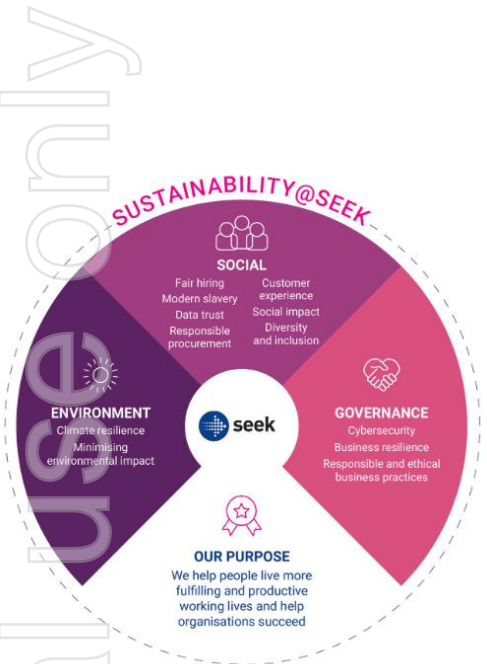 SUSTAINABILITY@SEEK
SOCIAL
Fair hiring
Modern slavery
Data trust
Responsible
procurement
Customer
experience
Social impact
Diversity
and inclusion
ENVIRONMENT
Climate resilience
Minimising
environmental impact
seek
GOVERNANCE
Cybersecurity
Business resilience
Responsible and ethical
business practices
OUR PURPOSE
We help people live more
fulfilling and productive
working lives and help
organisations succeed
use only